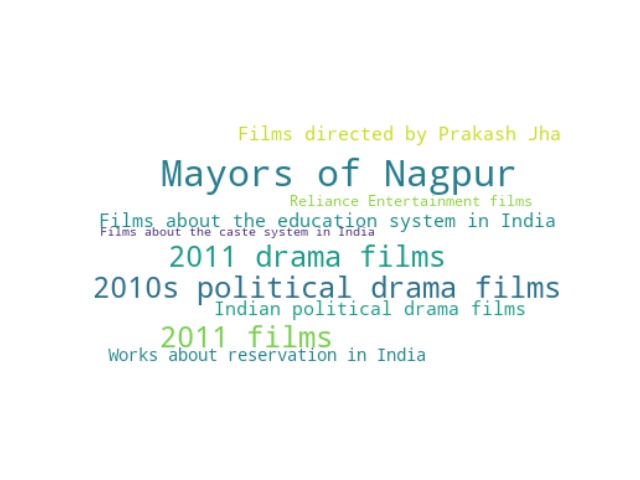 Films directed by Prakash Jha
Mayors of Nagpur
Reliance Entertainment films
Films about the education system in India
Films about the caste system in India
2011 drama films
2010s political drama films
Indian political drama films
2011 films
Works about reservation in India